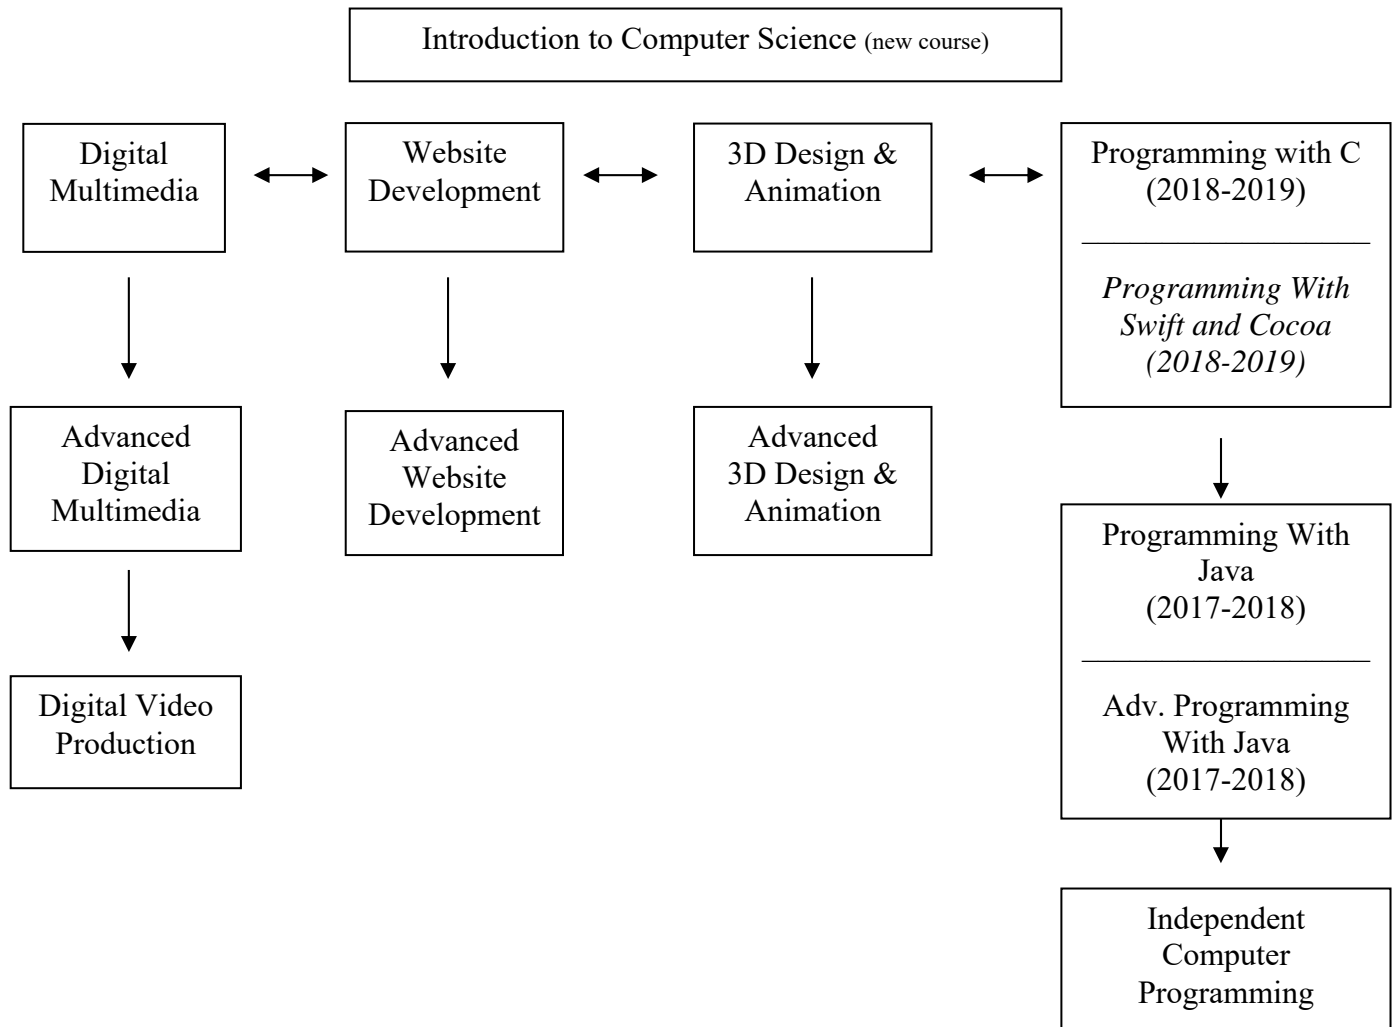 Introduction to Computer Science (new course)
Digital
Multimedia
Website
Development
3D Design &
Animation
Programming with C
(2018-2019)
Programming With
Swift and Cocoa
(2018-2019)
Advanced
Digital
Multimedia
Advanced
Website
Development
Advanced
3D Design &
Animation
Programming With
Java
(2017-2018)
Adv. Programming
With Java
(2017-2018)
Digital Video
Production
Independent
Computer
Programming